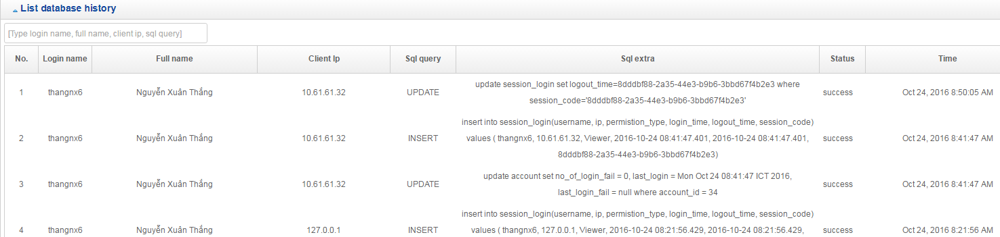 List database history
[Type login name, full name, client ip, sql query]
No. Login name Full name Client Ip Sql query Sql extra Status Time
1 thangnx6 Nguyễn Xuân Thắng 10.61.61.32 UPDATE update session_login set logout_time=8dddbf88-2a35-44e3-b9b6-3bbd67f4b2e3 where session_code='8dddbf88-2a35-44e3-b9b6-3bbd67f4b2e3' success Oct 24, 2016 8:50:05 AM
2 thangnx6 Nguyễn Xuân Thắng 10.61.61.32 INSERT insert into session_login(username, ip, permistion_type, login_time, logout_time, session_code) values ( thangnx6, 10.61.61.32, Viewer, 2016-10-24 08:41:47.401, 2016-10-24 08:41:47.401, 8dddbf88-2a35-44e3-b9b6-3bbd67f4b2e3) success Oct 24, 2016 8:41:47 AM
3 thangnx6 Nguyễn Xuân Thắng 10.61.61.32 UPDATE update account set no_of_login_fail = 0, last_login = Mon Oct 24 08:41:47 ICT 2016, last_login_fail = null where account_id = 34 success Oct 24, 2016 8:41:47 AM
4 thangnx6 Nguyễn Xuân Thắng 127.0.0.1 INSERT insert into session_login(username, ip, permistion_type, login_time, logout_time, session_code) values ( thangnx6, 127.0.0.1, Viewer, 2016-10-24 08:21:56.429, 2016-10-24 08:21:56.429, success Oct 24, 2016 8:21:56 AM